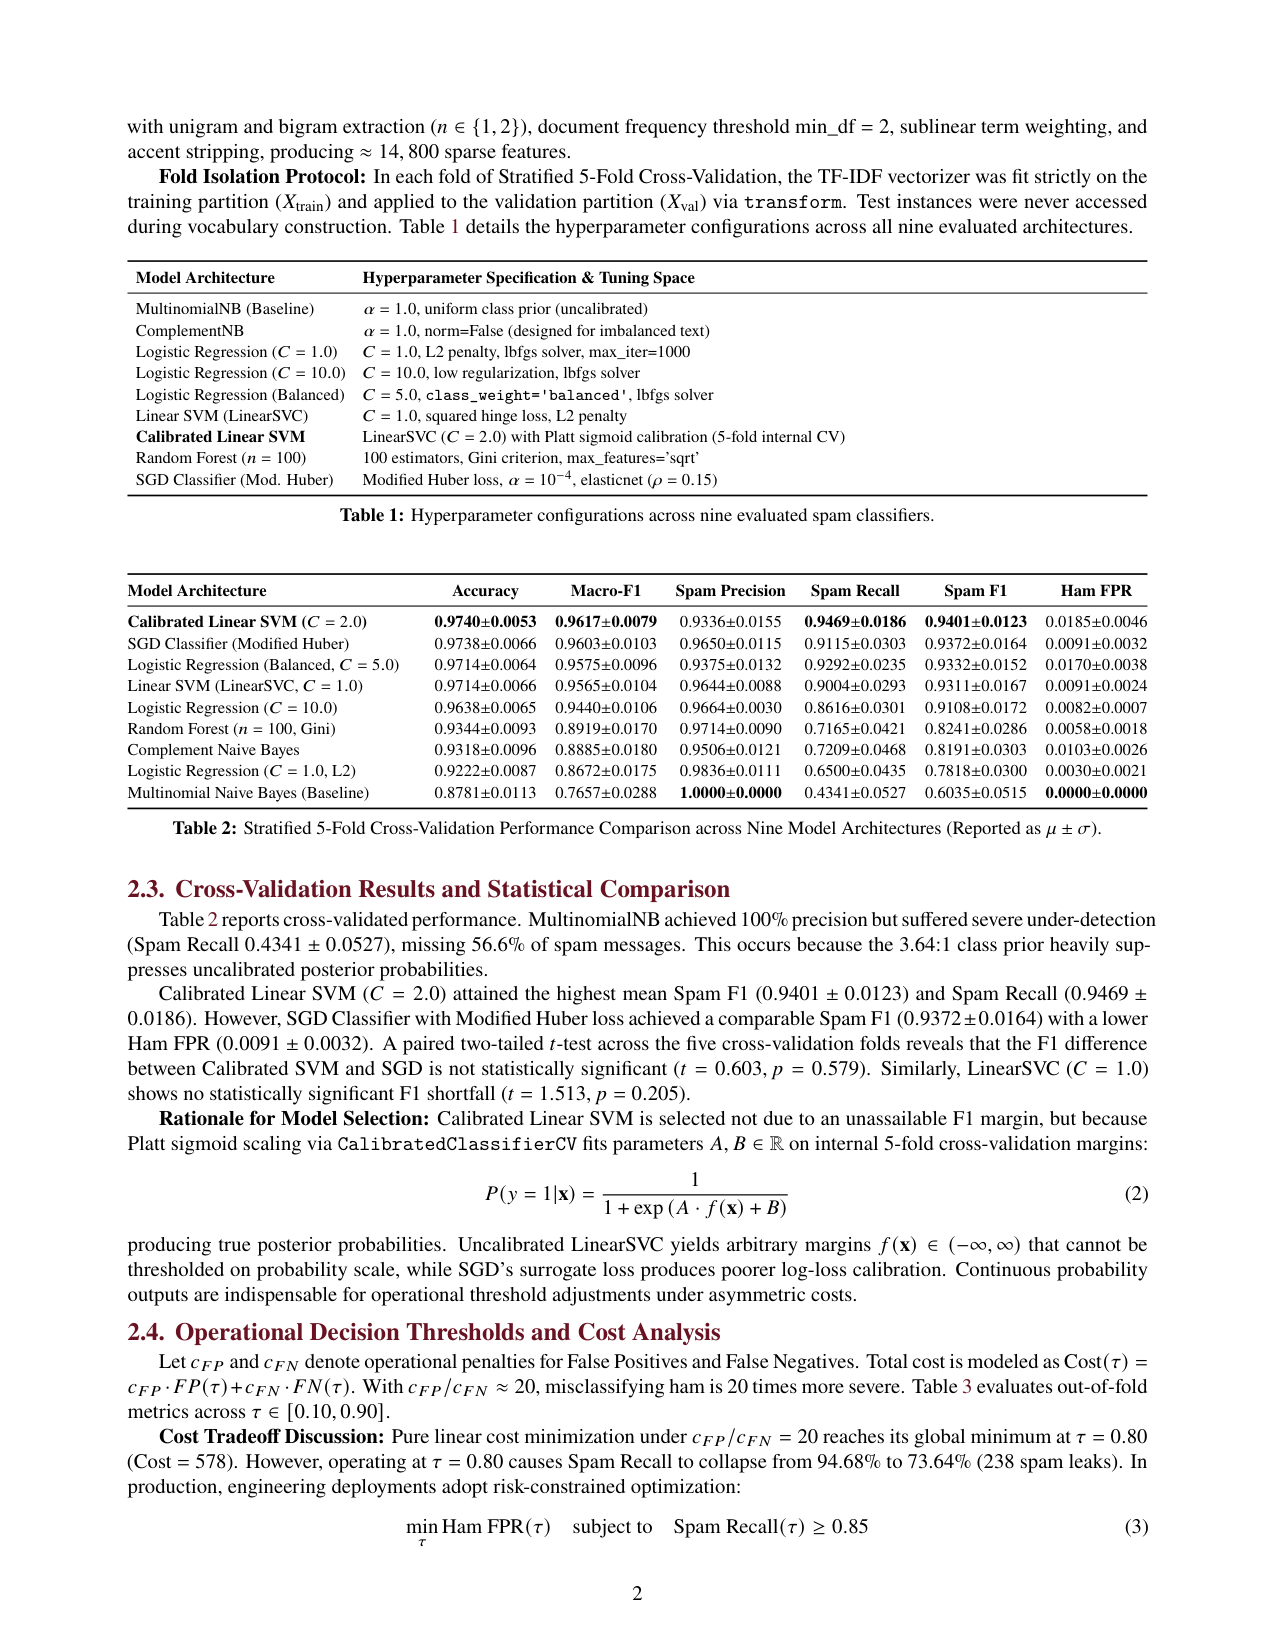 with unigram and bigram extraction (n ∈ {1, 2}), document frequency threshold min_df = 2, sublinear term weighting, and
accent stripping, producing ≈ 14, 800 sparse features.
Fold Isolation Protocol: In each fold of Stratified 5-Fold Cross-Validation, the TF-IDF vectorizer was fit strictly on the
training partition (X_train) and applied to the validation partition (X_val) via transform. Test instances were never accessed
during vocabulary construction. Table 1 details the hyperparameter configurations across all nine evaluated architectures.
Model Architecture Hyperparameter Specification & Tuning Space
MultinomialNB (Baseline) α = 1.0, uniform class prior (uncalibrated)
ComplementNB α = 1.0, norm=False (designed for imbalanced text)
Logistic Regression (C = 1.0) C = 1.0, L2 penalty, lbfgs solver, max_iter=1000
Logistic Regression (C = 10.0) C = 10.0, low regularization, lbfgs solver
Logistic Regression (Balanced) C = 5.0, class_weight='balanced', lbfgs solver
Linear SVM (LinearSVC) C = 1.0, squared hinge loss, L2 penalty
Calibrated Linear SVM LinearSVC (C = 2.0) with Platt sigmoid calibration (5-fold internal CV)
Random Forest (n = 100) 100 estimators, Gini criterion, max_features='sqrt'
SGD Classifier (Mod. Huber) Modified Huber loss, α = 10⁻⁴, elasticnet (ρ = 0.15)
Table 1: Hyperparameter configurations across nine evaluated spam classifiers.
Model Architecture Accuracy Macro-F1 Spam Precision Spam Recall Spam F1 Ham FPR
Calibrated Linear SVM (C = 2.0) 0.9740±0.0053 0.9617±0.0079 0.9336±0.0155 0.9469±0.0186 0.9401±0.0123 0.0185±0.0046
SGD Classifier (Modified Huber) 0.9738±0.0066 0.9603±0.0103 0.9650±0.0115 0.9115±0.0303 0.9372±0.0164 0.0091±0.0032
Logistic Regression (Balanced, C = 5.0) 0.9714±0.0064 0.9575±0.0096 0.9375±0.0132 0.9292±0.0235 0.9332±0.0152 0.0170±0.0038
Linear SVM (LinearSVC, C = 1.0) 0.9714±0.0066 0.9565±0.0104 0.9644±0.0088 0.9004±0.0293 0.9311±0.0167 0.0091±0.0024
Logistic Regression (C = 10.0) 0.9638±0.0065 0.9440±0.0106 0.9664±0.0030 0.8616±0.0301 0.9108±0.0172 0.0082±0.0007
Random Forest (n = 100, Gini) 0.9344±0.0093 0.8919±0.0170 0.9714±0.0090 0.7165±0.0421 0.8241±0.0286 0.0058±0.0018
Complement Naive Bayes 0.9318±0.0096 0.8885±0.0180 0.9506±0.0121 0.7209±0.0468 0.8191±0.0303 0.0103±0.0026
Logistic Regression (C = 1.0, L2) 0.9222±0.0087 0.8672±0.0175 0.9836±0.0111 0.6500±0.0435 0.7818±0.0300 0.0030±0.0021
Multinomial Naive Bayes (Baseline) 0.8781±0.0113 0.7657±0.0288 1.0000±0.0000 0.4341±0.0527 0.6035±0.0515 0.0000±0.0000
Table 2: Stratified 5-Fold Cross-Validation Performance Comparison across Nine Model Architectures (Reported as μ ± σ).
2.3. Cross-Validation Results and Statistical Comparison
Table 2 reports cross-validated performance. MultinomialNB achieved 100% precision but suffered severe under-detection
(Spam Recall 0.4341 ± 0.0527), missing 56.6% of spam messages. This occurs because the 3.64:1 class prior heavily sup-
presses uncalibrated posterior probabilities.
Calibrated Linear SVM (C = 2.0) attained the highest mean Spam F1 (0.9401 ± 0.0123) and Spam Recall (0.9469 ±
0.0186). However, SGD Classifier with Modified Huber loss achieved a comparable Spam F1 (0.9372±0.0164) with a lower
Ham FPR (0.0091 ± 0.0032). A paired two-tailed t-test across the five cross-validation folds reveals that the F1 difference
between Calibrated SVM and SGD is not statistically significant (t = 0.603, p = 0.579). Similarly, LinearSVC (C = 1.0)
shows no statistically significant F1 shortfall (t = 1.513, p = 0.205).
Rationale for Model Selection: Calibrated Linear SVM is selected not due to an unassailable F1 margin, but because
Platt sigmoid scaling via CalibratedClassifierCV fits parameters A, B ∈ ℝ on internal 5-fold cross-validation margins:
P(y = 1|x) = 1 / (1 + exp (A · f(x) + B)) (2)
producing true posterior probabilities. Uncalibrated LinearSVC yields arbitrary margins f(x) ∈ (−∞, ∞) that cannot be
thresholded on probability scale, while SGD's surrogate loss produces poorer log-loss calibration. Continuous probability
outputs are indispensable for operational threshold adjustments under asymmetric costs.
2.4. Operational Decision Thresholds and Cost Analysis
Let c_FP and c_FN denote operational penalties for False Positives and False Negatives. Total cost is modeled as Cost(τ) =
c_FP · FP(τ)+c_FN · FN(τ). With c_FP/c_FN ≈ 20, misclassifying ham is 20 times more severe. Table 3 evaluates out-of-fold
metrics across τ ∈ [0.10, 0.90].
Cost Tradeoff Discussion: Pure linear cost minimization under c_FP/c_FN = 20 reaches its global minimum at τ = 0.80
(Cost = 578). However, operating at τ = 0.80 causes Spam Recall to collapse from 94.68% to 73.64% (238 spam leaks). In
production, engineering deployments adopt risk-constrained optimization:
min_τ Ham FPR(τ) subject to Spam Recall(τ) ≥ 0.85 (3)
2